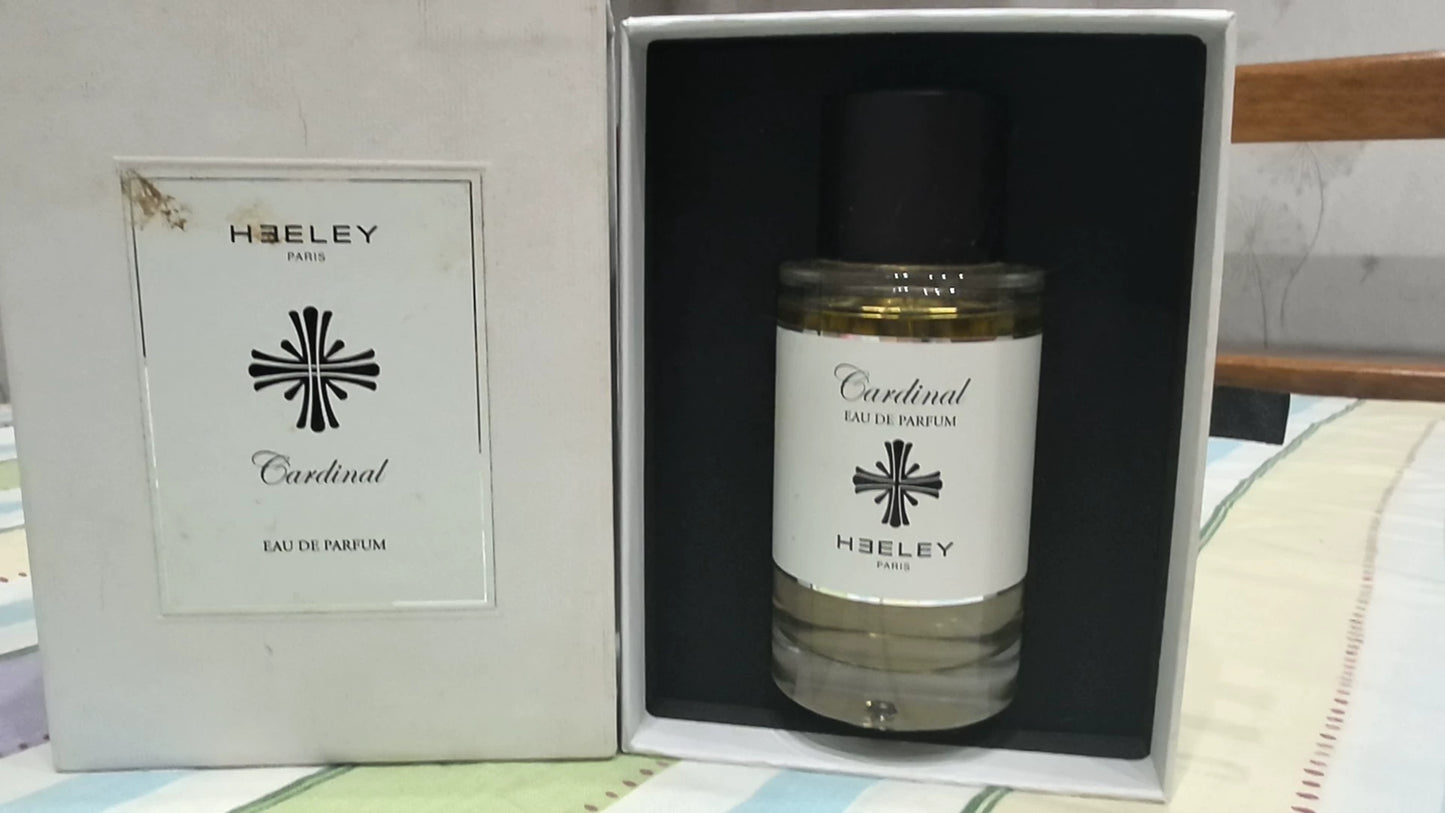 HEELEY
PARIS
Cardinal
EAU DE PARFUM
Cardinal
EAU DE PARFUM
HEELEY
PARIS